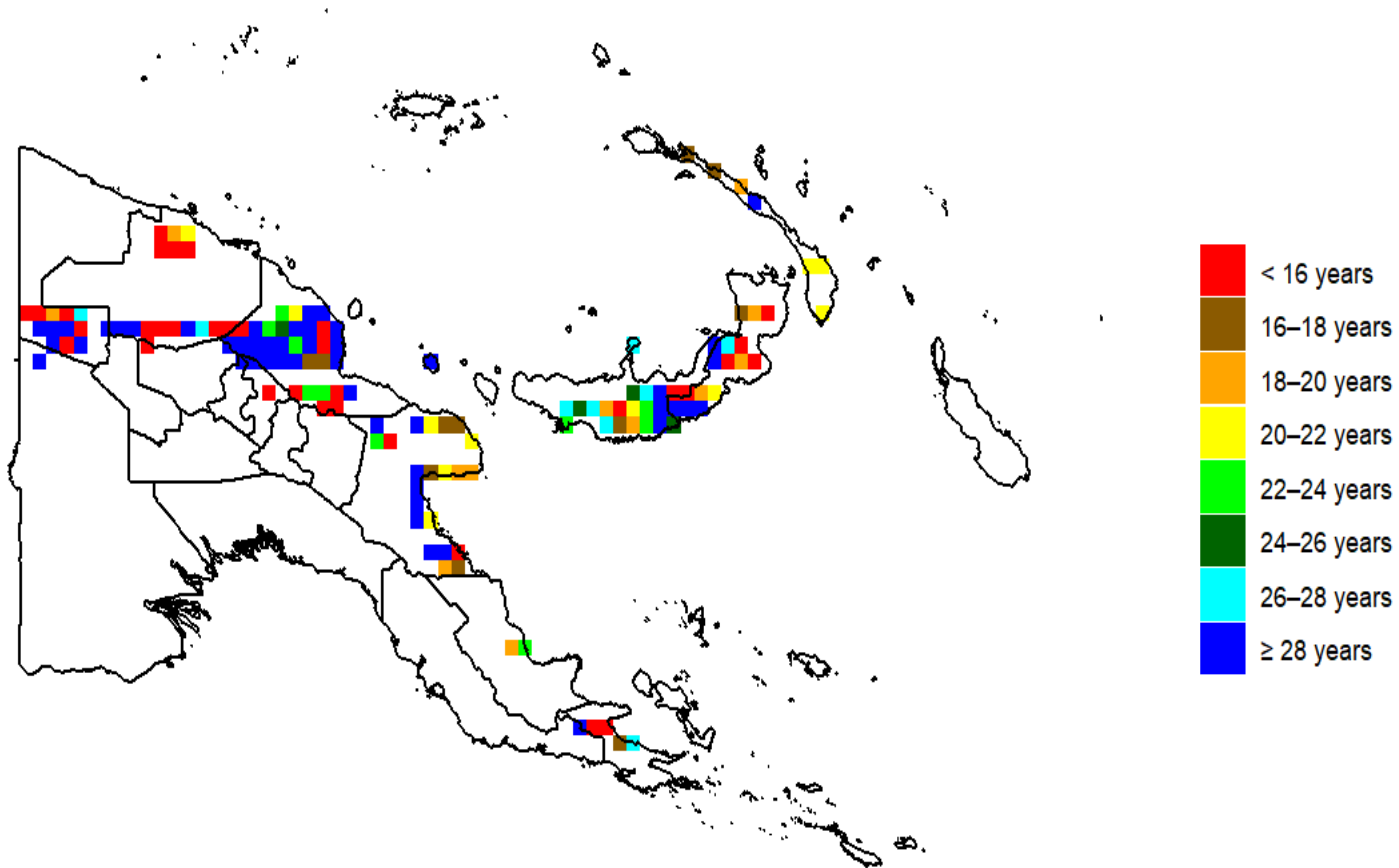 < 16 years
16–18 years
18–20 years
20–22 years
22–24 years
24–26 years
26–28 years
≥ 28 years